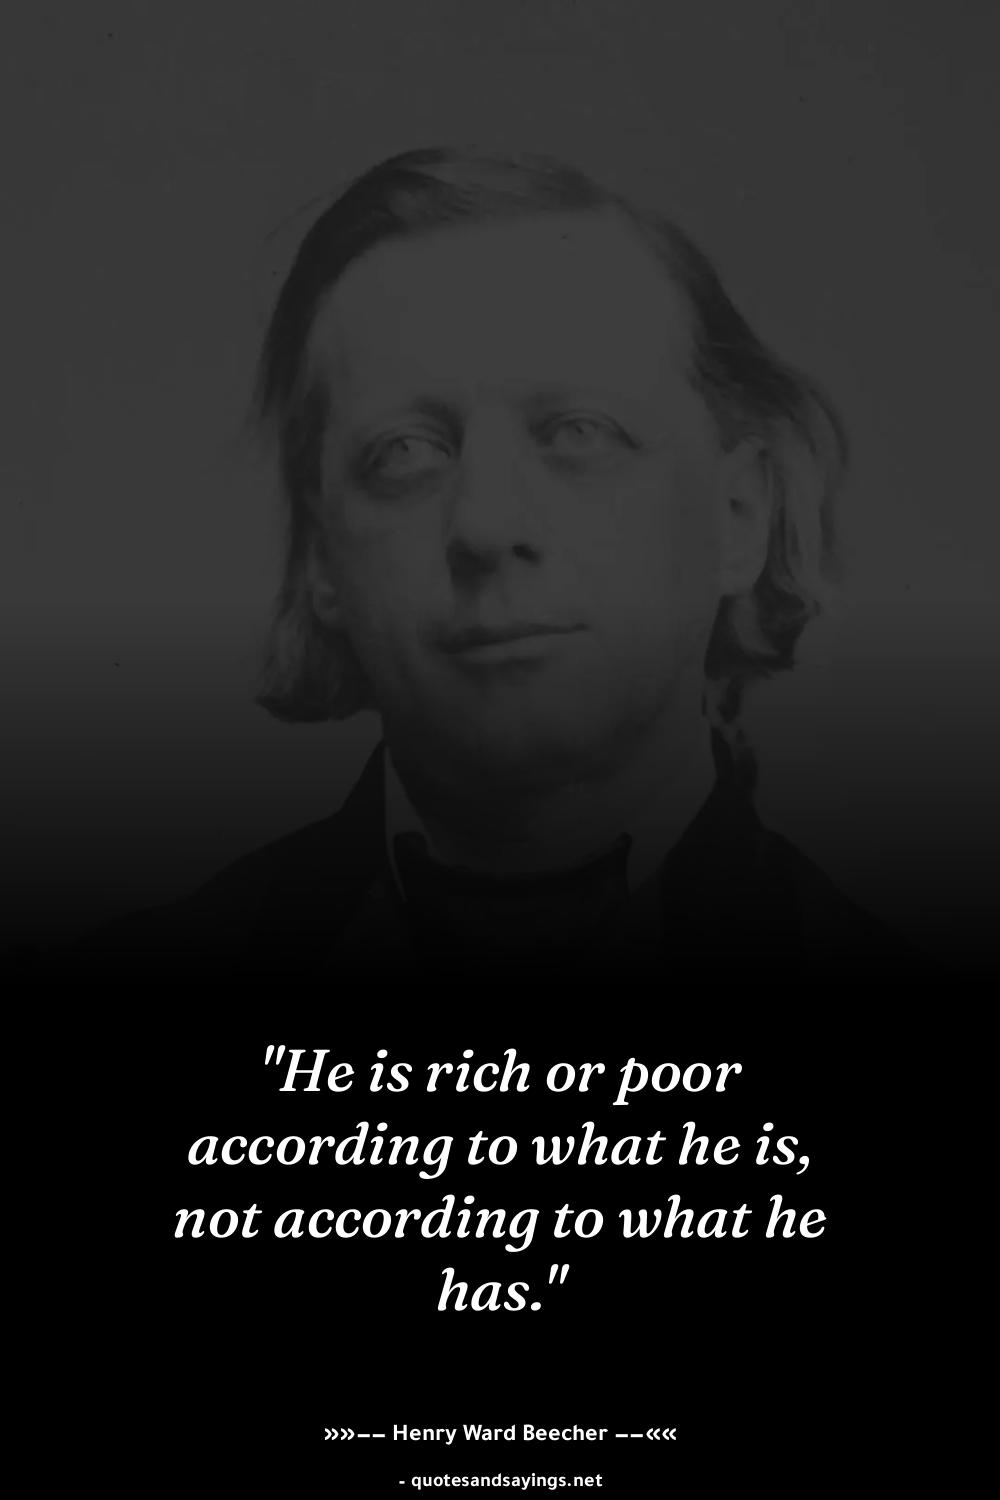 "He is rich or poor
according to what he is,
not according to what he
has."
»»–– Henry Ward Beecher ––««
- quotesandsayings.net